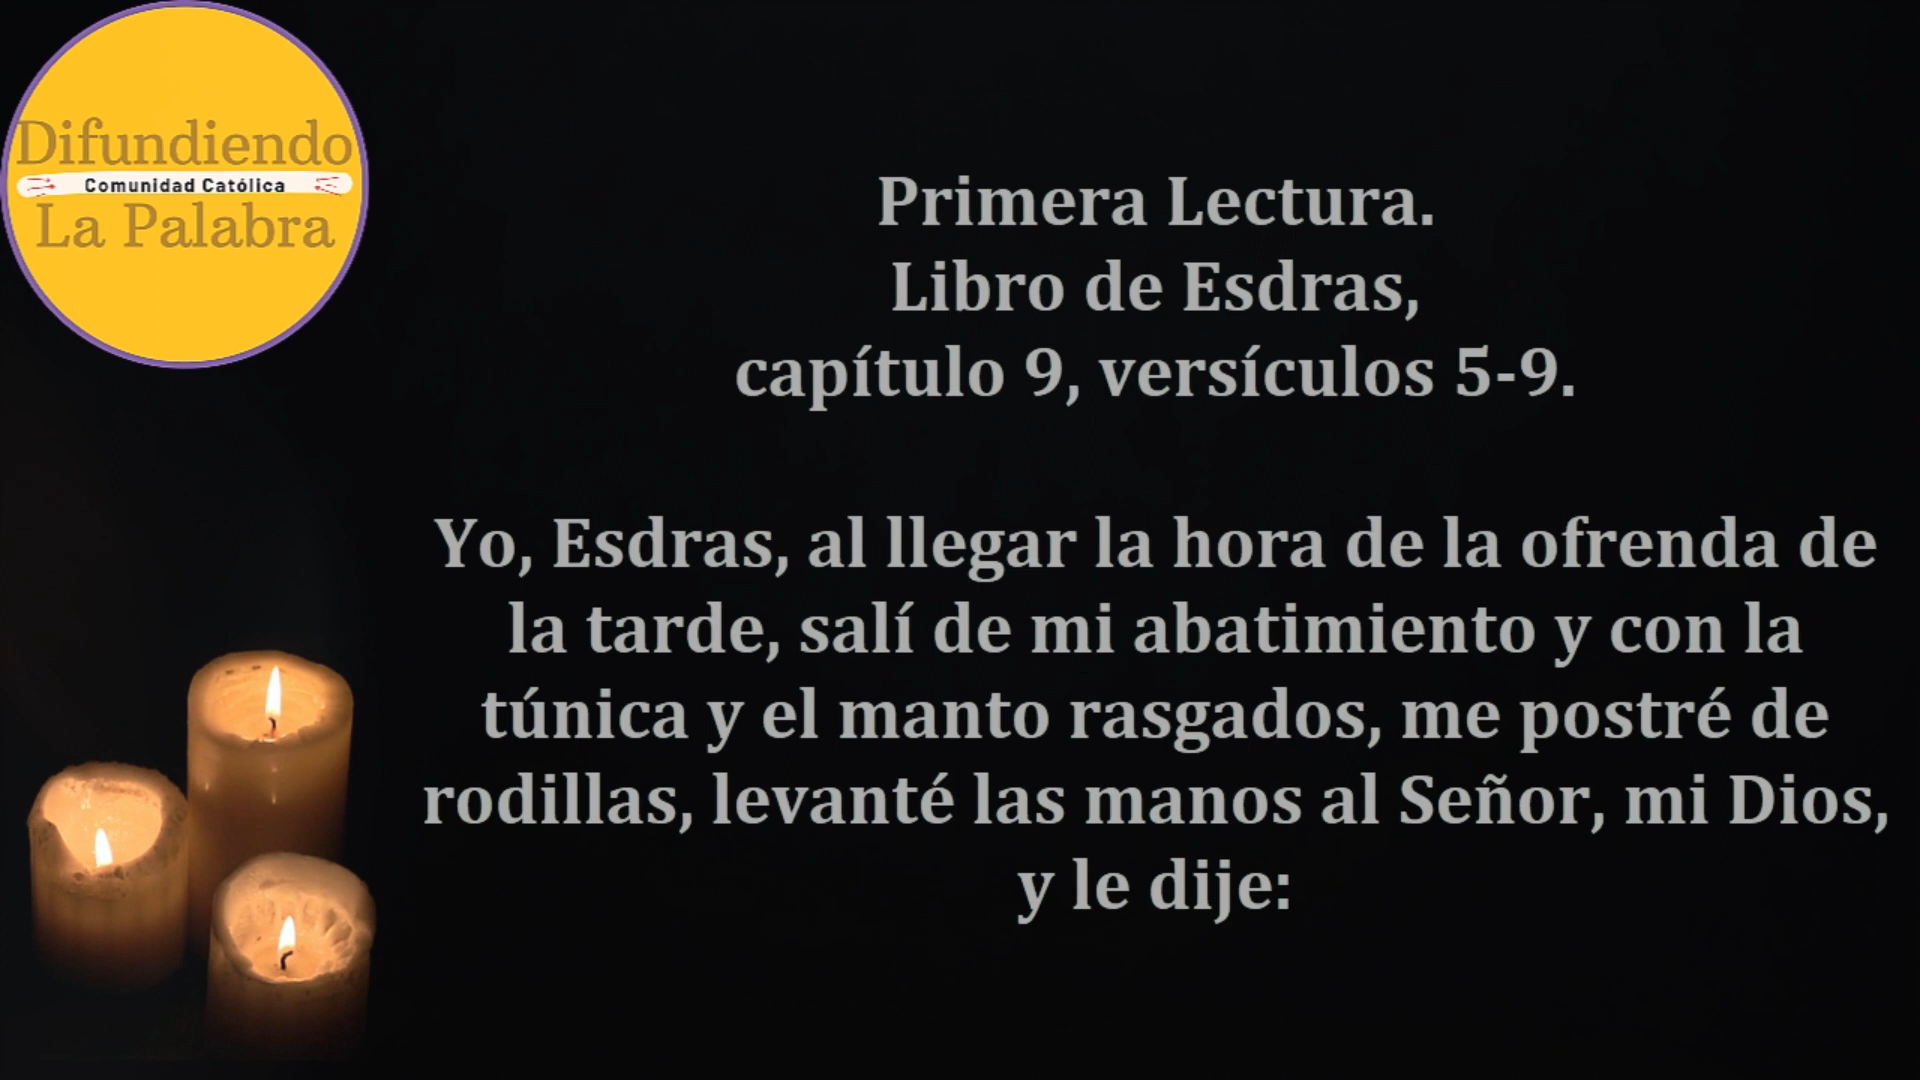 Difundiendo
Comunidad Católica
La Palabra
Primera Lectura.
Libro de Esdras,
capítulo 9, versículos 5-9.
Yo, Esdras, al llegar la hora de la ofrenda de
la tarde, salí de mi abatimiento y con la
túnica y el manto rasgados, me postré de
rodillas, levanté las manos al Señor, mi Dios,
y le dije: